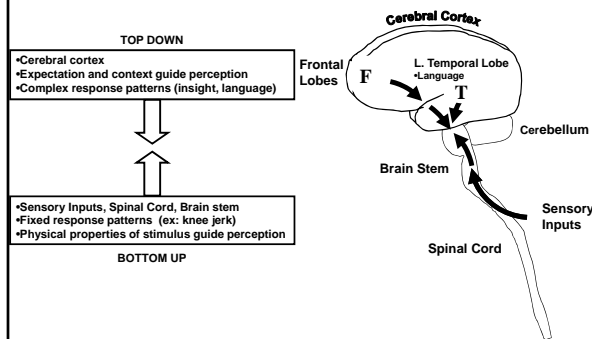 TOP DOWN
•Cerebral cortex
•Expectation and context guide perception
•Complex response patterns (insight, language)
•Sensory Inputs, Spinal Cord, Brain stem
•Fixed response patterns (ex: knee jerk)
•Physical properties of stimulus guide perception
BOTTOM UP
Cerebral Cortex
Frontal
Lobes
F
L. Temporal Lobe
•Language
T
Cerebellum
Brain Stem
Sensory
Inputs
Spinal Cord